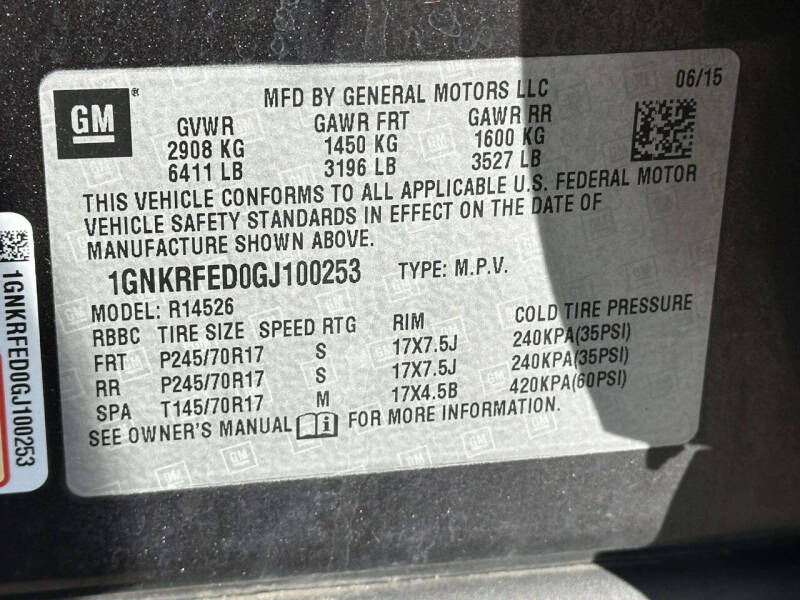 GM
MFD BY GENERAL MOTORS LLC
06/15
GVWR GAWR FRT GAWR RR
2908 KG 1450 KG 1600 KG
6411 LB 3196 LB 3527 LB
THIS VEHICLE CONFORMS TO ALL APPLICABLE U.S. FEDERAL MOTOR
VEHICLE SAFETY STANDARDS IN EFFECT ON THE DATE OF
MANUFACTURE SHOWN ABOVE.
1GNKRFED0GJ100253 TYPE: M.P.V.
MODEL: R14526
RBBC TIRE SIZE SPEED RTG RIM COLD TIRE PRESSURE
FRT P245/70R17 S 17X7.5J 240KPA(35PSI)
RR P245/70R17 S 17X7.5J 240KPA(35PSI)
SPA T145/70R17 M 17X4.5B 420KPA(60PSI)
SEE OWNER'S MANUAL FOR MORE INFORMATION.
1GNKRFED0GJ100253